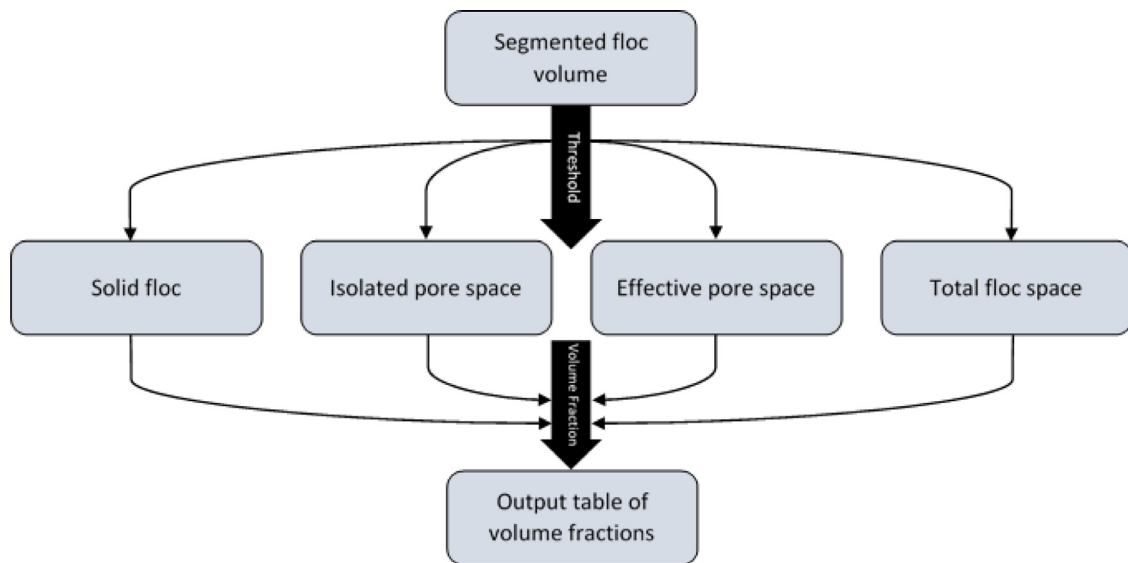 Segmented floc
volume
Threshold
Solid floc
Isolated pore space
Effective pore space
Total floc space
Volume Fraction
Output table of
volume fractions